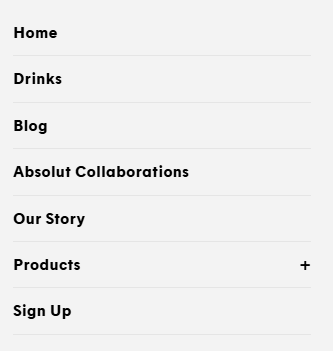 Home
Drinks
Blog
Absolut Collaborations
Our Story
Products +
Sign Up